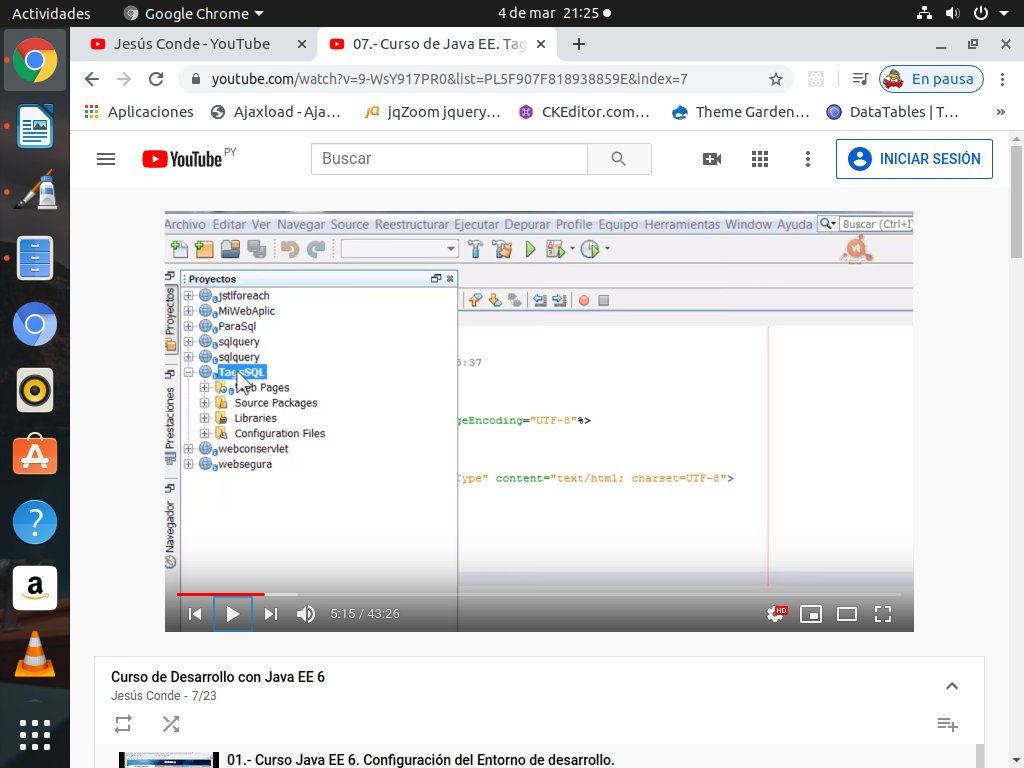 Actividades
Google Chrome
4 de mar 21:25
Jesús Conde - YouTube
07.- Curso de Java EE. Tag
youtube.com/watch?v=9-WsY917PR0&list=PL5F907F818938859E&index=7
En pausa
Aplicaciones
Ajaxload - Aja...
jqZoom jquery...
CKEditor.com...
Theme Garden...
DataTables | T...
»
YouTube PY
Buscar
INICIAR SESIÓN
Archivo Editar Ver Navegar Source Reestructurar Ejecutar Depurar Profile Equipo Herramientas Window Ayuda
Buscar (Ctrl+I)
Proyectos
Proyectos
Prestaciones
Navegador
jstlforeach
MiWebAplic
ParaSql
sqlquery
sqlquery
TagsSQL
Web Pages
Source Packages
Libraries
Configuration Files
webconservlet
websegura
5:37
geEncoding="UTF-8"%>
Type" content="text/html; charset=UTF-8">
5:15 / 43:26
HD
Curso de Desarrollo con Java EE 6
Jesús Conde - 7/23
01.- Curso Java EE 6. Configuración del Entorno de desarrollo.